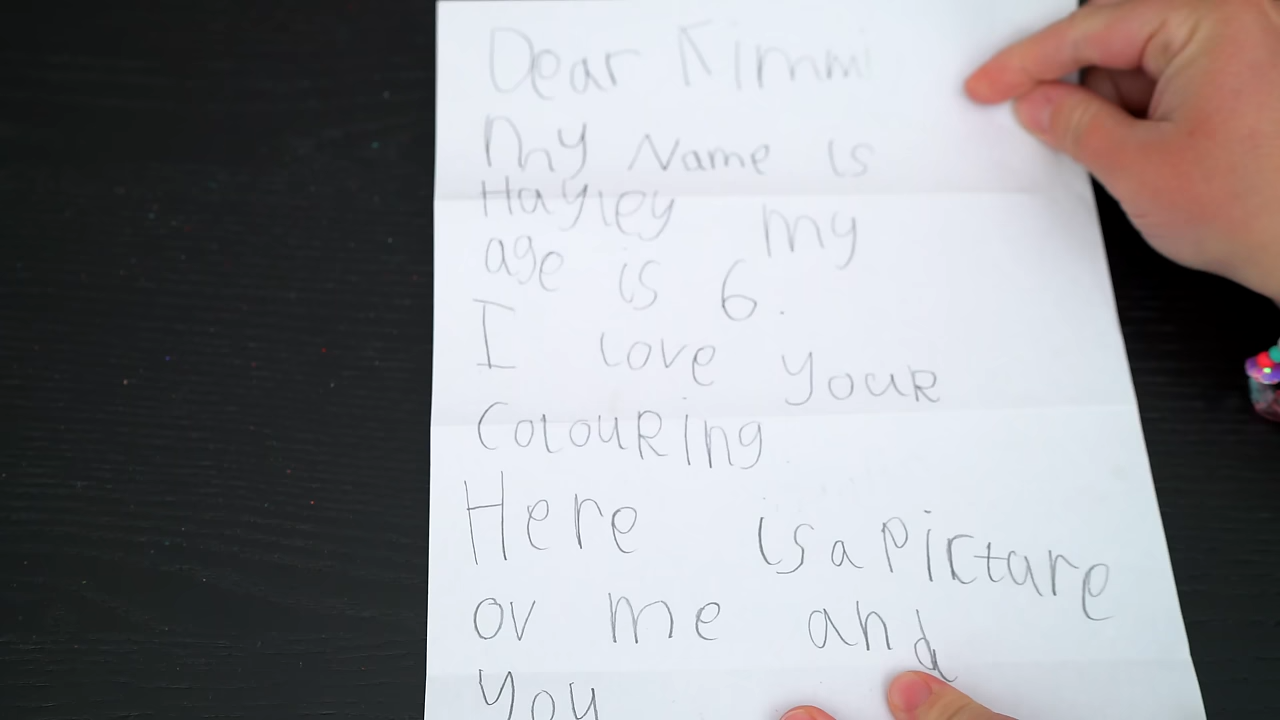 Dear Kimmi
my Name is
Hayley my
age is 6.
I love your
ColouRing
Here is a picture
ov me and
you